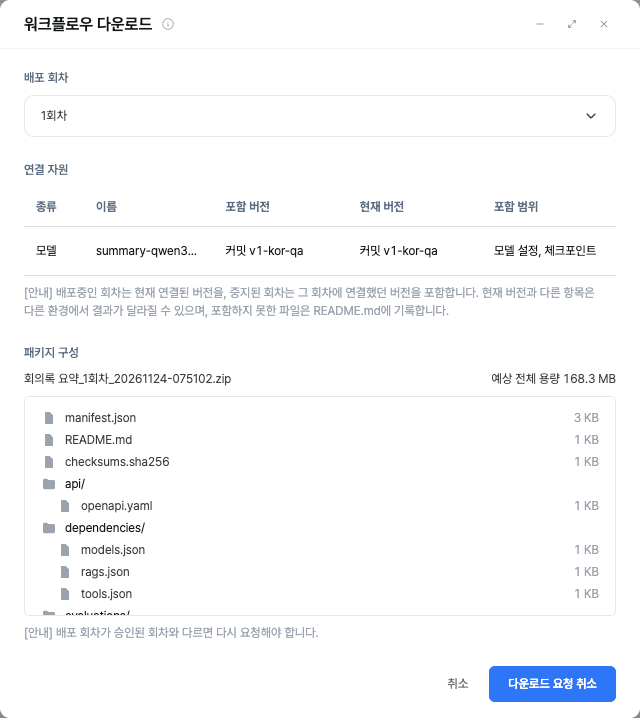 워크플로우 다운로드
배포 회차
1회차
연결 자원
종류 이름 포함 버전 현재 버전 포함 범위
모델 summary-qwen3... 커밋 v1-kor-qa 커밋 v1-kor-qa 모델 설정, 체크포인트
[안내] 배포중인 회차는 현재 연결된 버전을, 중지된 회차는 그 회차에 연결했던 버전을 포함합니다. 현재 버전과 다른 항목은
다른 환경에서 결과가 달라질 수 있으며, 포함하지 못한 파일은 README.md에 기록합니다.
패키지 구성
회의록 요약_1회차_20261124-075102.zip 예상 전체 용량 168.3 MB
manifest.json 3 KB
README.md 1 KB
checksums.sha256 1 KB
api/
openapi.yaml 1 KB
dependencies/
models.json 1 KB
rags.json 1 KB
tools.json 1 KB
evaluations/
[안내] 배포 회차가 승인된 회차와 다르면 다시 요청해야 합니다.
취소 다운로드 요청 취소